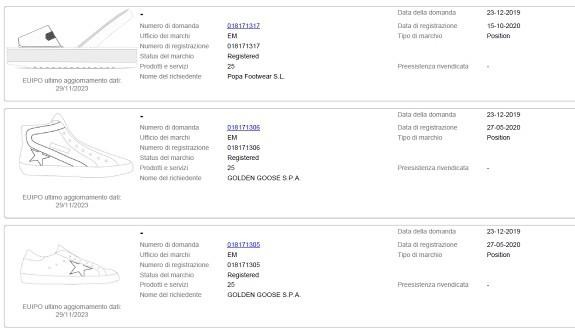 -
Data della domanda 23-12-2019
Numero di domanda 018171317 Data di registrazione 15-10-2020
Ufficio dei marchi EM Tipo di marchio Position
Numero di registrazione 018171317
Status del marchio Registered
Prodotti e servizi 25 Preesistenza rivendicata -
Nome del richiedente Popa Footwear S.L.
EUIPO ultimo aggiornamento dati:
29/11/2023
-
Data della domanda 23-12-2019
Numero di domanda 018171306 Data di registrazione 27-05-2020
Ufficio dei marchi EM Tipo di marchio Position
Numero di registrazione 018171306
Status del marchio Registered
Prodotti e servizi 25 Preesistenza rivendicata -
Nome del richiedente GOLDEN GOOSE S.P.A.
EUIPO ultimo aggiornamento dati:
29/11/2023
-
Data della domanda 23-12-2019
Numero di domanda 018171305 Data di registrazione 27-05-2020
Ufficio dei marchi EM Tipo di marchio Position
Numero di registrazione 018171305
Status del marchio Registered
Prodotti e servizi 25 Preesistenza rivendicata -
Nome del richiedente GOLDEN GOOSE S.P.A.
EUIPO ultimo aggiornamento dati:
29/11/2023